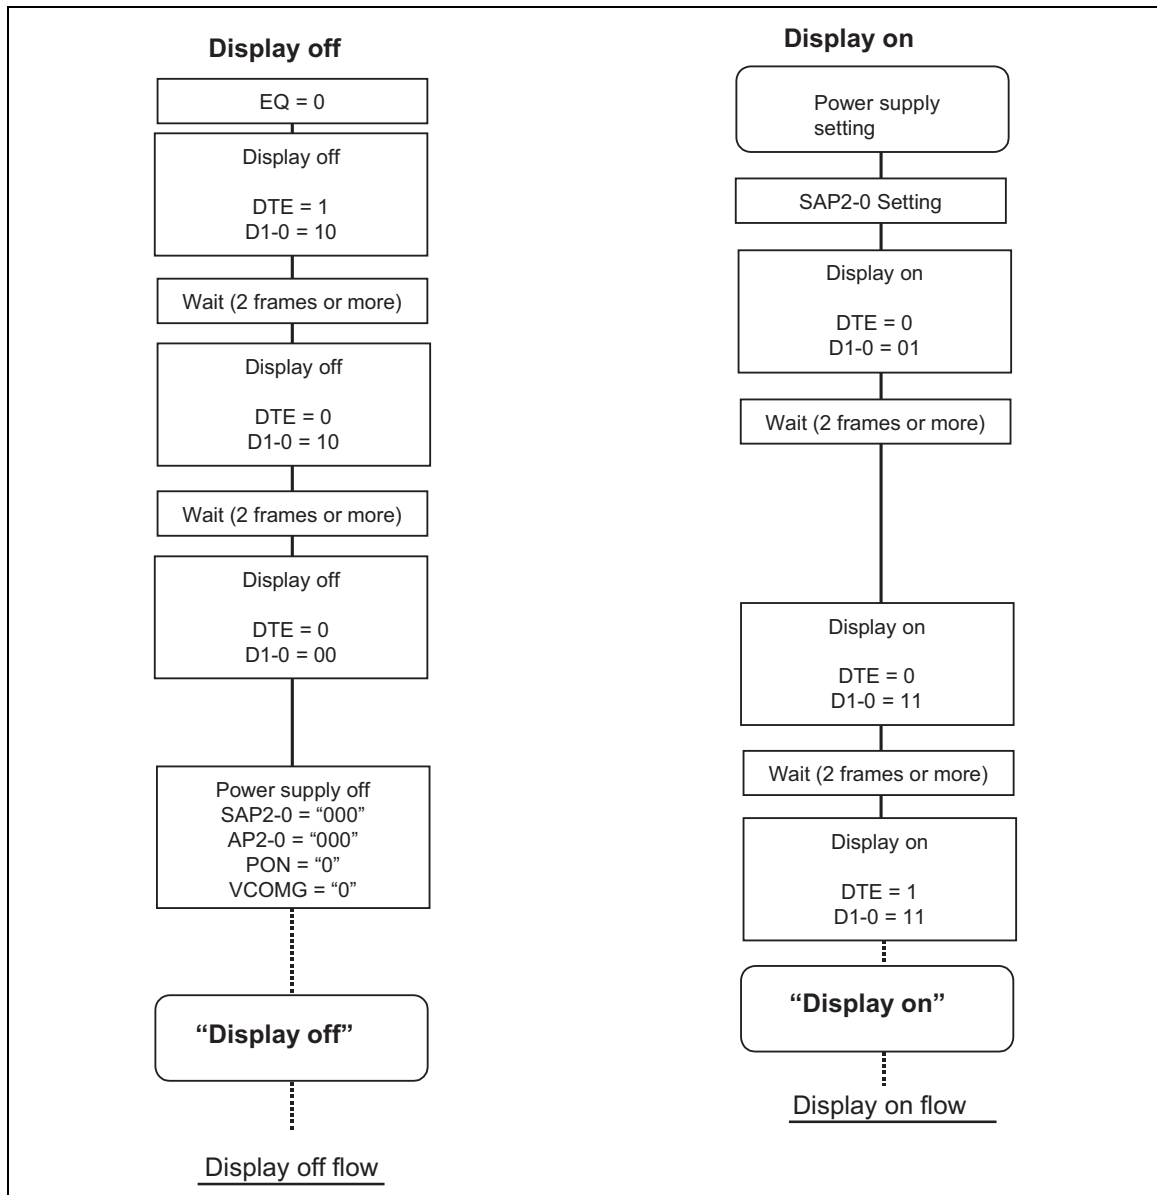 Display off
EQ = 0
Display off
DTE = 1
D1-0 = 10
Wait (2 frames or more)
Display off
DTE = 0
D1-0 = 10
Wait (2 frames or more)
Display off
DTE = 0
D1-0 = 00
Power supply off
SAP2-0 = “000”
AP2-0 = “000”
PON = “0”
VCOMG = “0”
“Display off”
Display off flow
Display on
Power supply
setting
SAP2-0 Setting
Display on
DTE = 0
D1-0 = 01
Wait (2 frames or more)
Display on
DTE = 0
D1-0 = 11
Wait (2 frames or more)
Display on
DTE = 1
D1-0 = 11
“Display on”
Display on flow